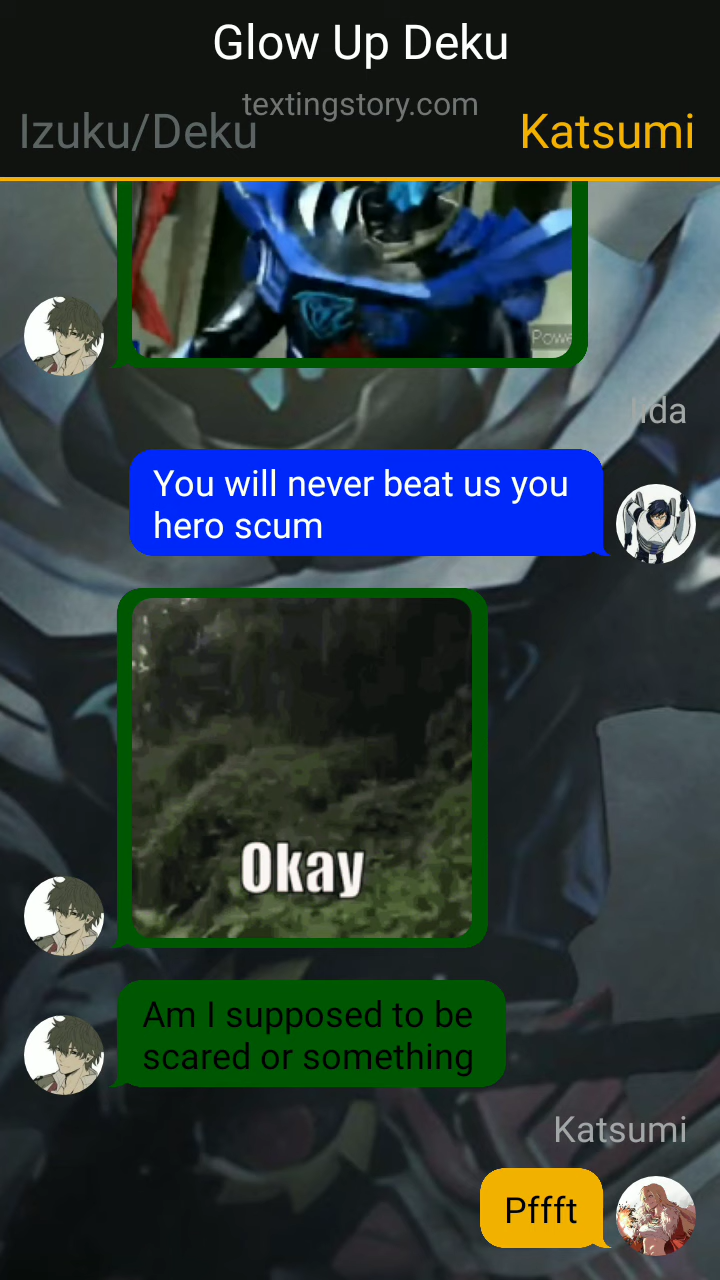 Glow Up Deku
textingstory.com
Izuku/Deku
Katsumi
Iida
You will never beat us you
hero scum
Okay
Am I supposed to be
scared or something
Katsumi
Pffft